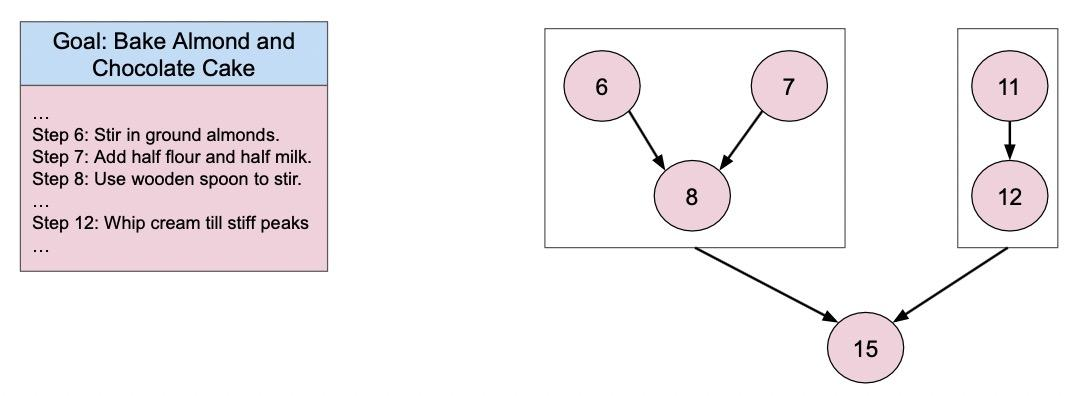 Goal: Bake Almond and
Chocolate Cake
...
Step 6: Stir in ground almonds.
Step 7: Add half flour and half milk.
Step 8: Use wooden spoon to stir.
...
Step 12: Whip cream till stiff peaks
...
6
7
8
11
12
15